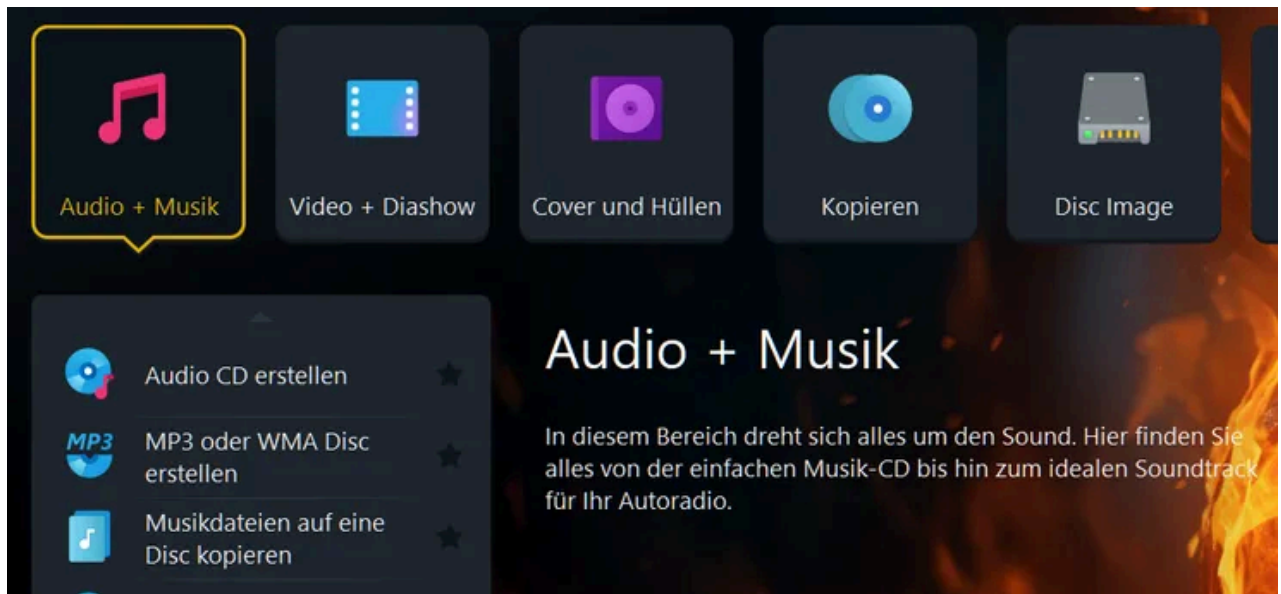 Audio + Musik
Video + Diashow
Cover und Hüllen
Kopieren
Disc Image
Audio CD erstellen
MP3
MP3 oder WMA Disc
erstellen
Musikdateien auf eine
Disc kopieren
Audio + Musik
In diesem Bereich dreht sich alles um den Sound. Hier finden Sie
alles von der einfachen Musik-CD bis hin zum idealen Soundtrack
für Ihr Autoradio.